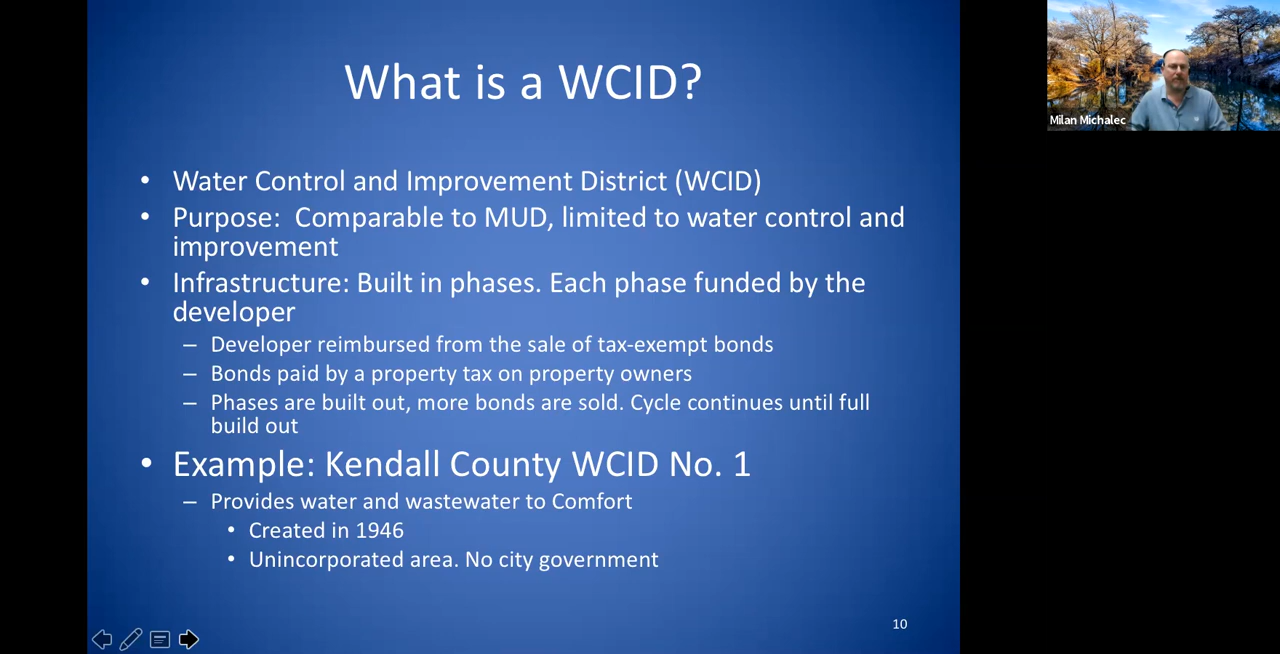 What is a WCID?
• Water Control and Improvement District (WCID)
• Purpose:  Comparable to MUD, limited to water control and
improvement
• Infrastructure: Built in phases. Each phase funded by the
developer
– Developer reimbursed from the sale of tax-exempt bonds
– Bonds paid by a property tax on property owners
– Phases are built out, more bonds are sold. Cycle continues until full
build out
• Example: Kendall County WCID No. 1
– Provides water and wastewater to Comfort
• Created in 1946
• Unincorporated area. No city government
10
Milan Michalec